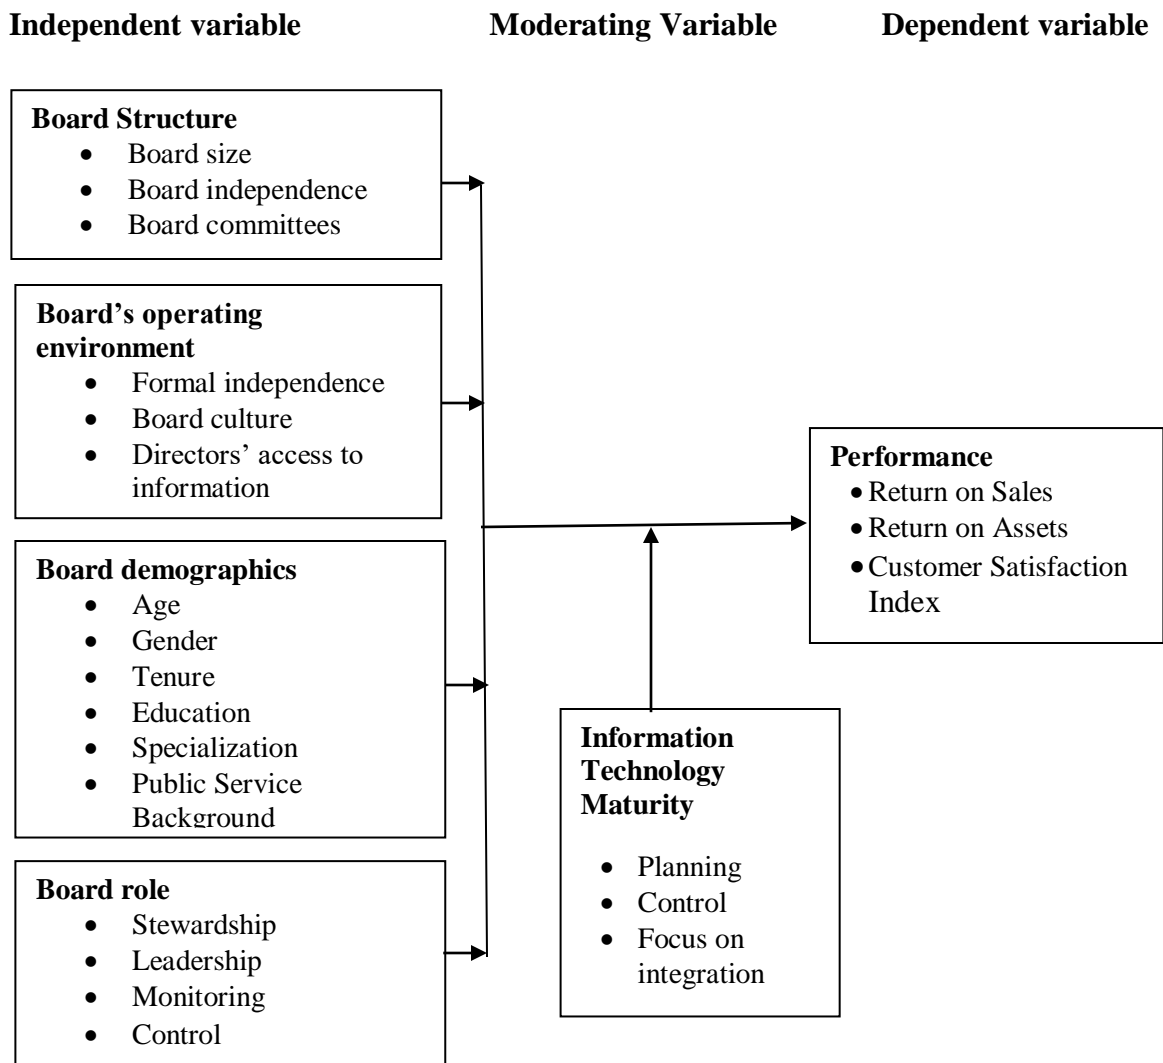 Independent variable Moderating Variable Dependent variable
Board Structure
• Board size
• Board independence
• Board committees
Board’s operating
environment
• Formal independence
• Board culture
• Directors’ access to
information
Board demographics
• Age
• Gender
• Tenure
• Education
• Specialization
• Public Service
Background
Board role
• Stewardship
• Leadership
• Monitoring
• Control
Information
Technology
Maturity
• Planning
• Control
• Focus on
integration
Performance
• Return on Sales
• Return on Assets
• Customer Satisfaction
Index